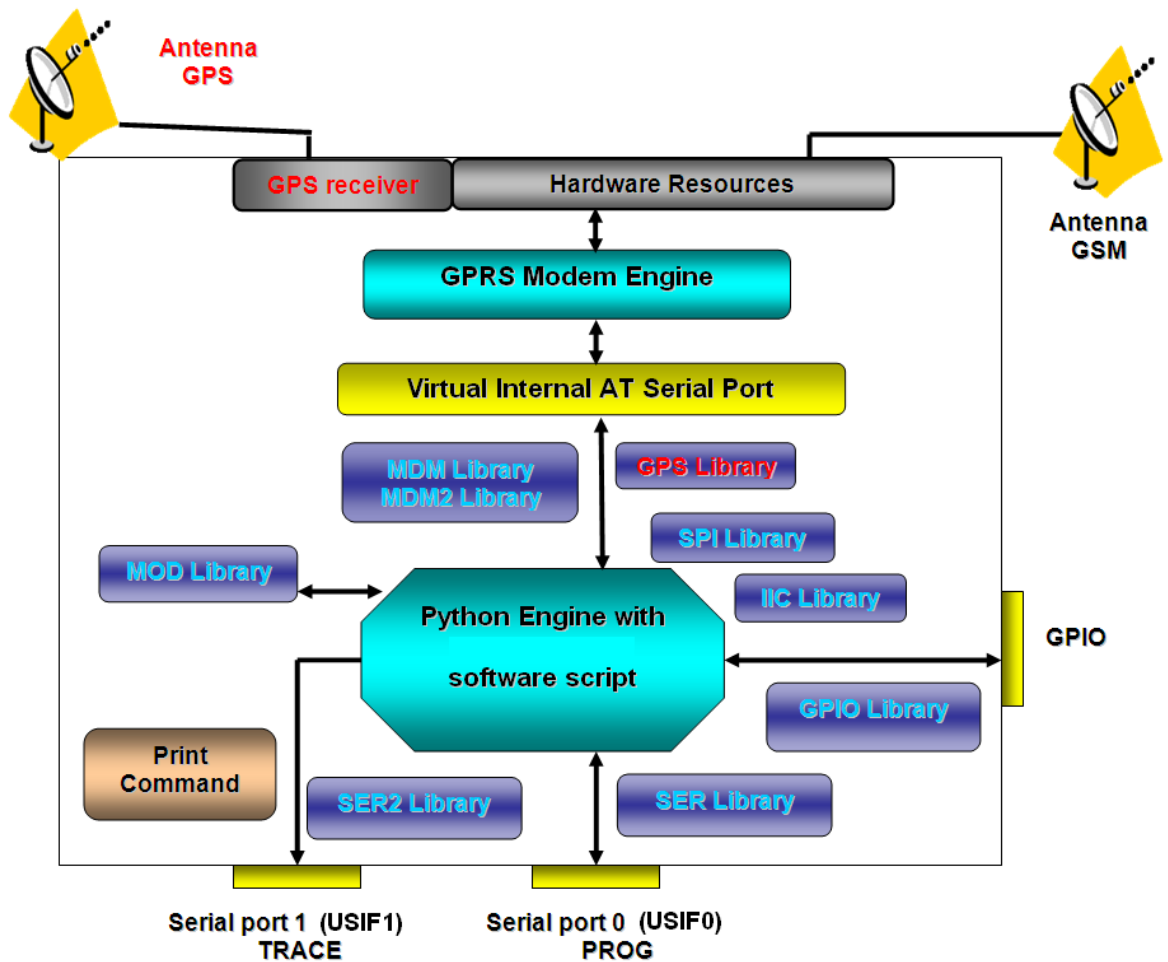 Antenna
GPS
GPS receiver
Hardware Resources
Antenna
GSM
GPRS Modem Engine
Virtual Internal AT Serial Port
MDM Library
MDM2 Library
GPS Library
SPI Library
MOD Library
IIC Library
Python Engine with
software script
GPIO
GPIO Library
Print
Command
SER2 Library
SER Library
Serial port 1 (USIF1)
TRACE
Serial port 0 (USIF0)
PROG